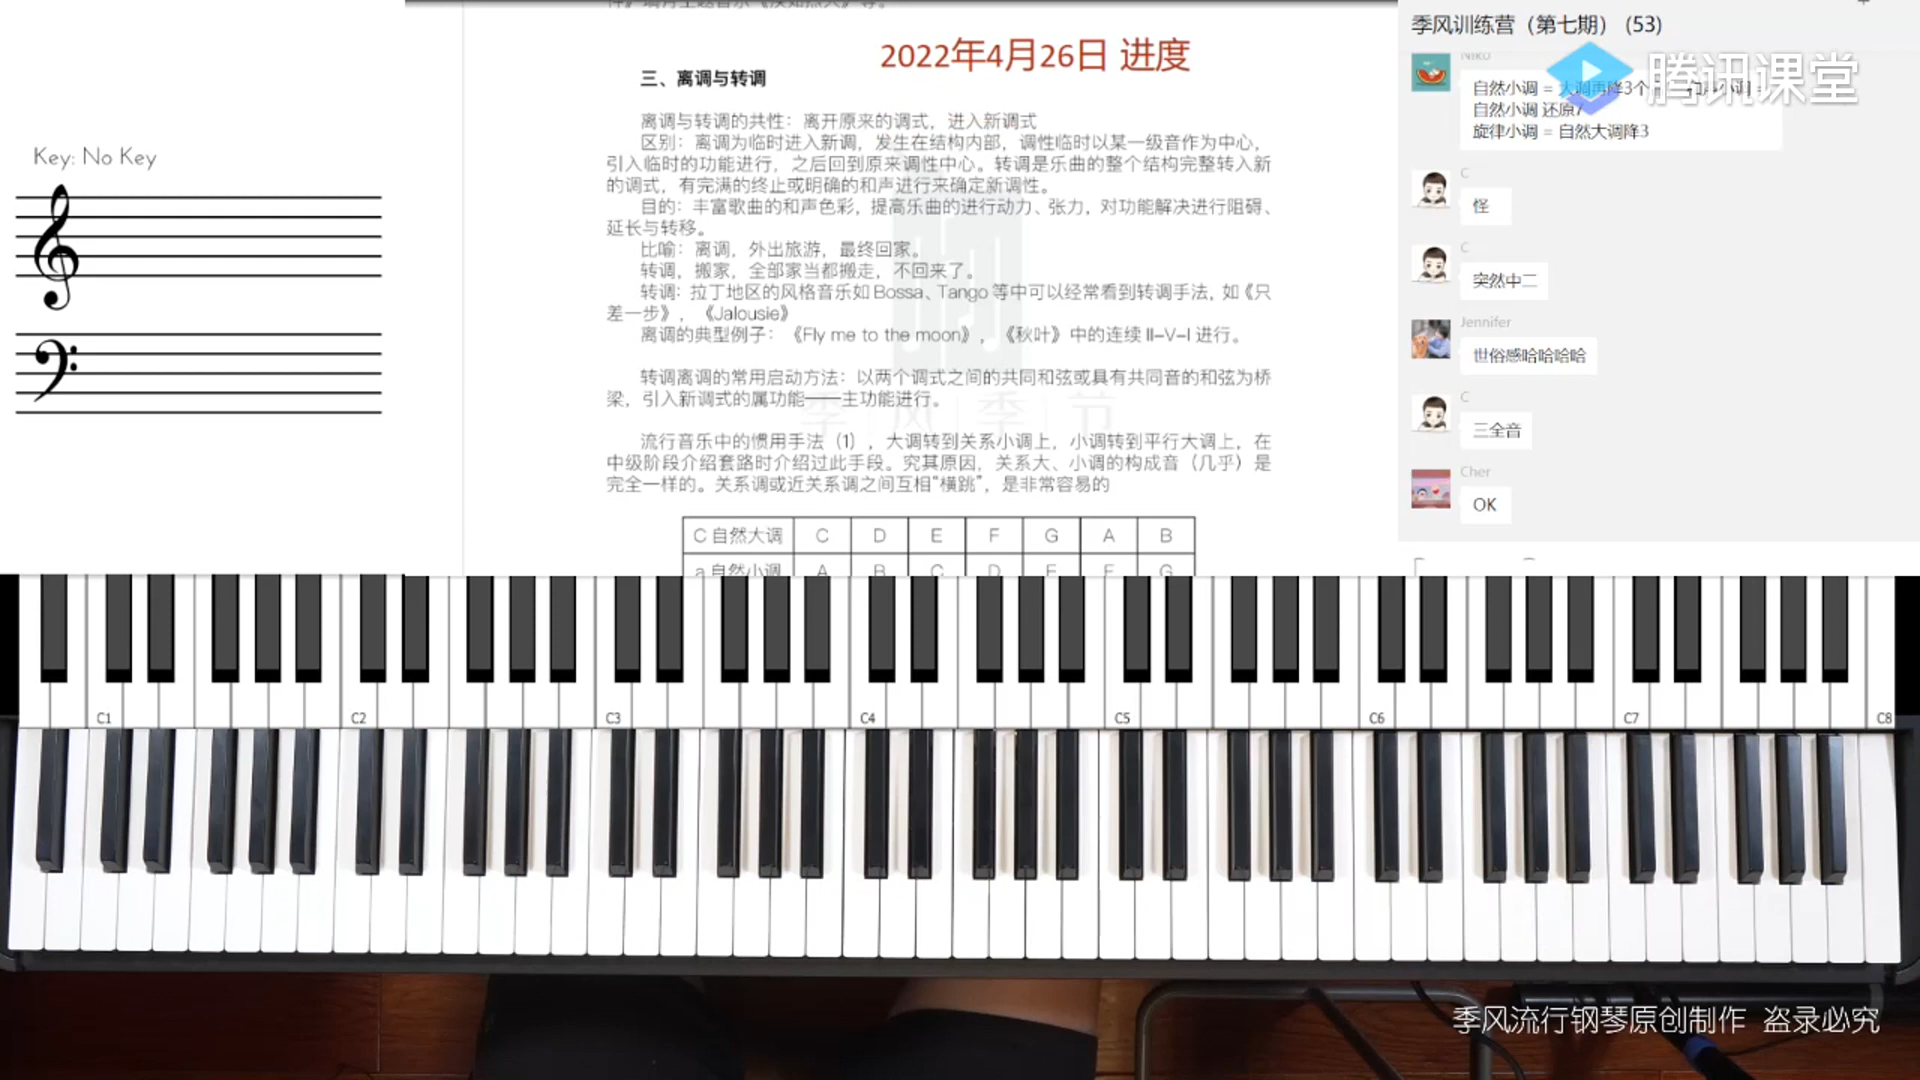 2022年4月26日 进度
三、离调与转调
离调与转调的共性：离开原来的调式，进入新调式
区别：离调为临时进入新调，发生在结构内部，调性临时以某一级音作为中心，
引入临时的功能进行，之后回到原来调性中心。转调是乐曲的整个结构完整转入新
的调式，有完满的终止或明确的和声进行来确定新调性。
目的：丰富歌曲的和声色彩，提高乐曲的进行动力、张力，对功能解决进行阻碍、
延长与转移。
比喻：离调，外出旅游，最终回家。
转调，搬家，全部家当都搬走，不回来了。
转调：拉丁地区的风格音乐如 Bossa、Tango 等中可以经常看到转调手法，如《只
差一步》，《Jalousie》
离调的典型例子：《Fly me to the moon》，《秋叶》中的连续 II-V-I 进行。
转调离调的常用启动方法：以两个调式之间的共同和弦或具有共同音的和弦为桥
梁，引入新调式的属功能——主功能进行。
季 风 季 节
流行音乐中的惯用手法（1），大调转到关系小调上，小调转到平行大调上，在
中级阶段介绍套路时介绍过此手段。究其原因，关系大、小调的构成音（几乎）是
完全一样的。关系调或近关系调之间互相“横跳”，是非常容易的
C 自然大调 C D E F G A B
a 自然小调 A B C D E F G
Key: No Key
季风训练营（第七期）(53)
腾讯课堂
NIKO
自然小调 = 大调再降3个
自然小调 还原7
旋律小调 = 自然大调降3
C
怪
C
突然中二
Jennifer
世俗感哈哈哈哈
C
三全音
Cher
OK
C1 C2 C3 C4 C5 C6 C7 C8
季风流行钢琴原创制作 盗录必究